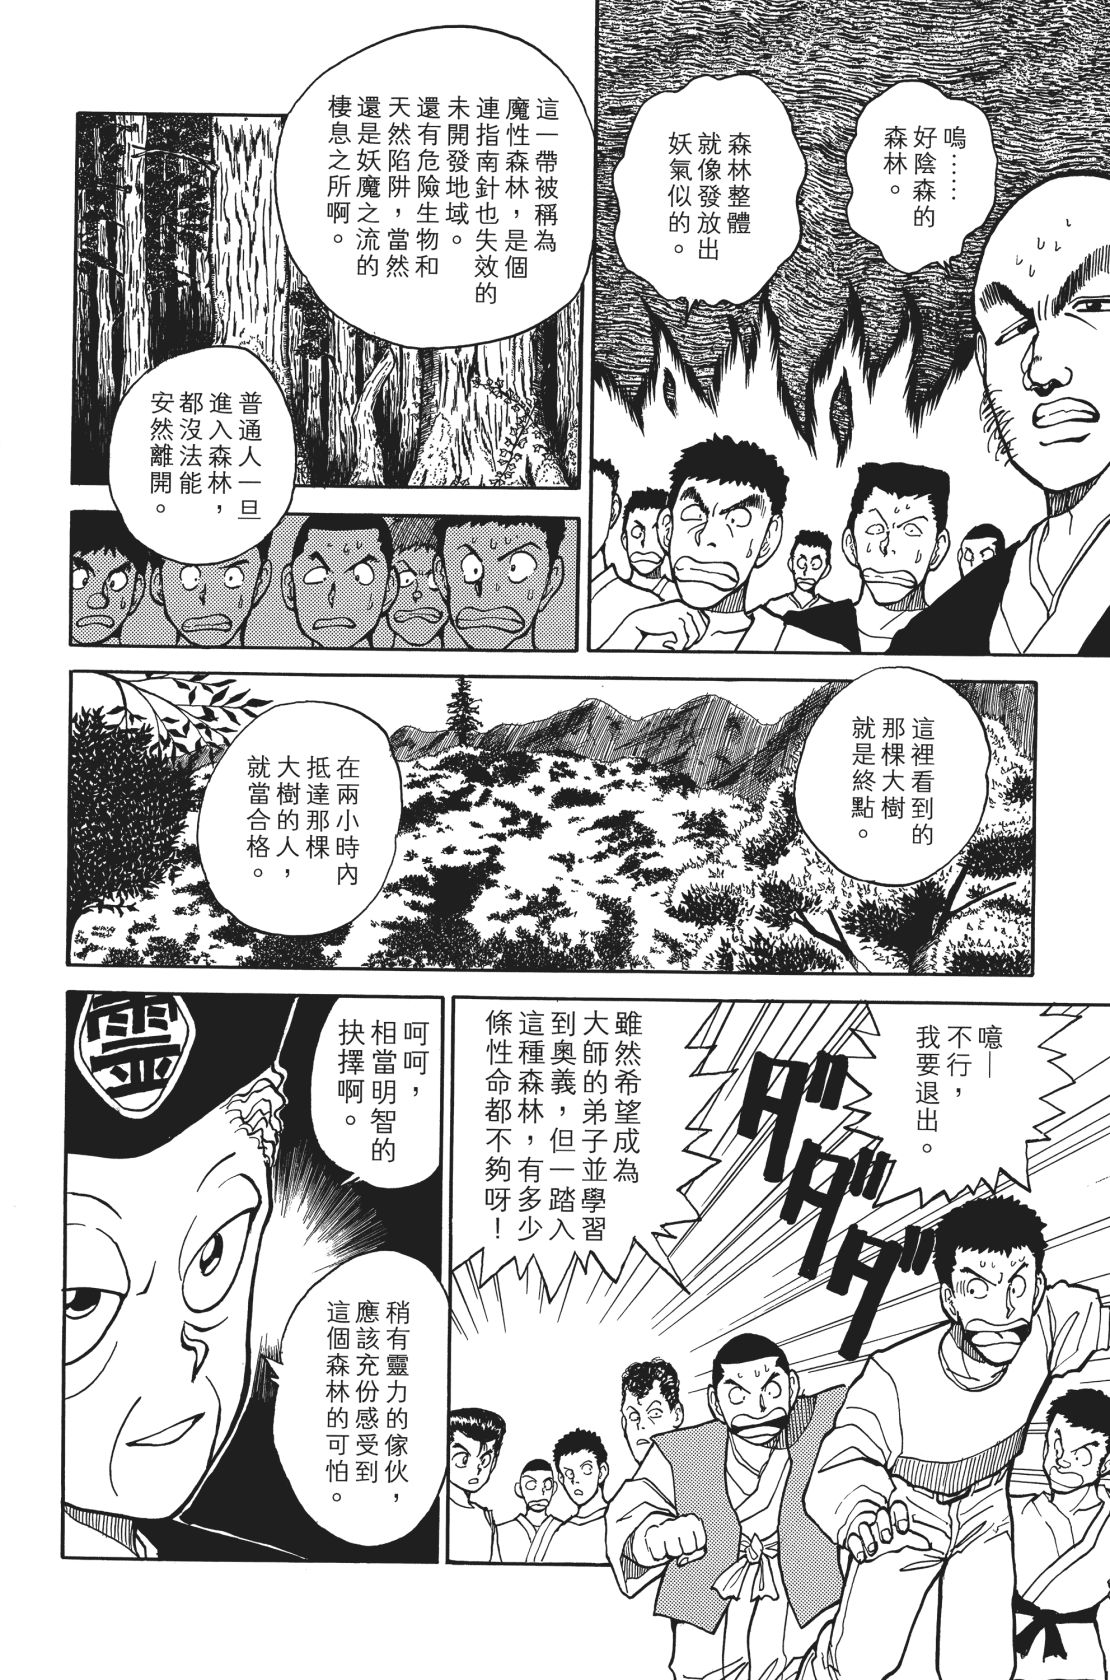 嗚……
好陰森的
森林。
森林整體
就像發放出
妖氣似的。
這一帶被稱為
魔性森林，是個
連指南針也失效的
未開發地域。
還有危險生物和
天然陷阱，當然
還是妖魔之流的
棲息之所啊。
普通人一旦
進入森林，
都沒法能
安然離開。
這裡看到的
那棵大樹
就是終點。
在兩小時內
抵達那棵
大樹的人，
就當合格。
噫—
不行，
我要退出。
ダダ
ダダ
ダダ
雖然希望成為
大師的弟子並學習
到奧義，但一踏入
這種森林，有多少
條性命都不夠呀！
呵呵，
相當明智的
抉擇啊。
靈
稍有靈力的傢伙，
應該充份感受到
這個森林的可怕。